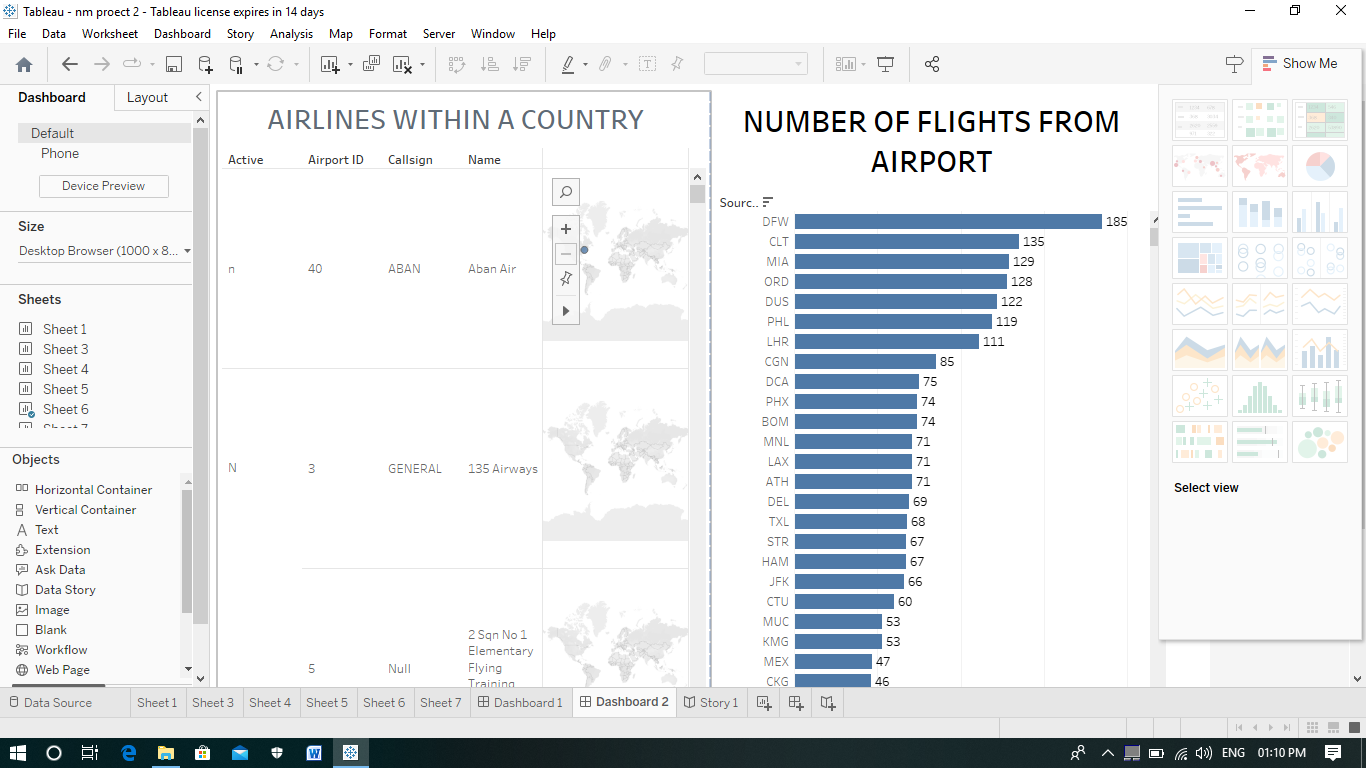 Tableau - nm proect 2 - Tableau license expires in 14 days
File Data Worksheet Dashboard Story Analysis Map Format Server Window Help
Show Me
Dashboard Layout
Default
Phone
Device Preview
Size
Desktop Browser (1000 x 8...
Sheets
Sheet 1
Sheet 3
Sheet 4
Sheet 5
Sheet 6
Objects
Horizontal Container
Vertical Container
Text
Extension
Ask Data
Data Story
Image
Blank
Workflow
Web Page
AIRLINES WITHIN A COUNTRY
Active Airport ID Callsign Name
n 40 ABAN Aban Air
N 3 GENERAL 135 Airways
5 Null
2 Sqn No 1
Elementary
Flying
Training
NUMBER OF FLIGHTS FROM
AIRPORT
Sourc..
DFW 185
CLT 135
MIA 129
ORD 128
DUS 122
PHL 119
LHR 111
CGN 85
DCA 75
PHX 74
BOM 74
MNL 71
LAX 71
ATH 71
DEL 69
TXL 68
STR 67
HAM 67
JFK 66
CTU 60
MUC 53
KMG 53
MEX 47
CKG 46
Select view
Data Source Sheet 1 Sheet 3 Sheet 4 Sheet 5 Sheet 6 Sheet 7 Dashboard 1 Dashboard 2 Story 1
ENG 01:10 PM